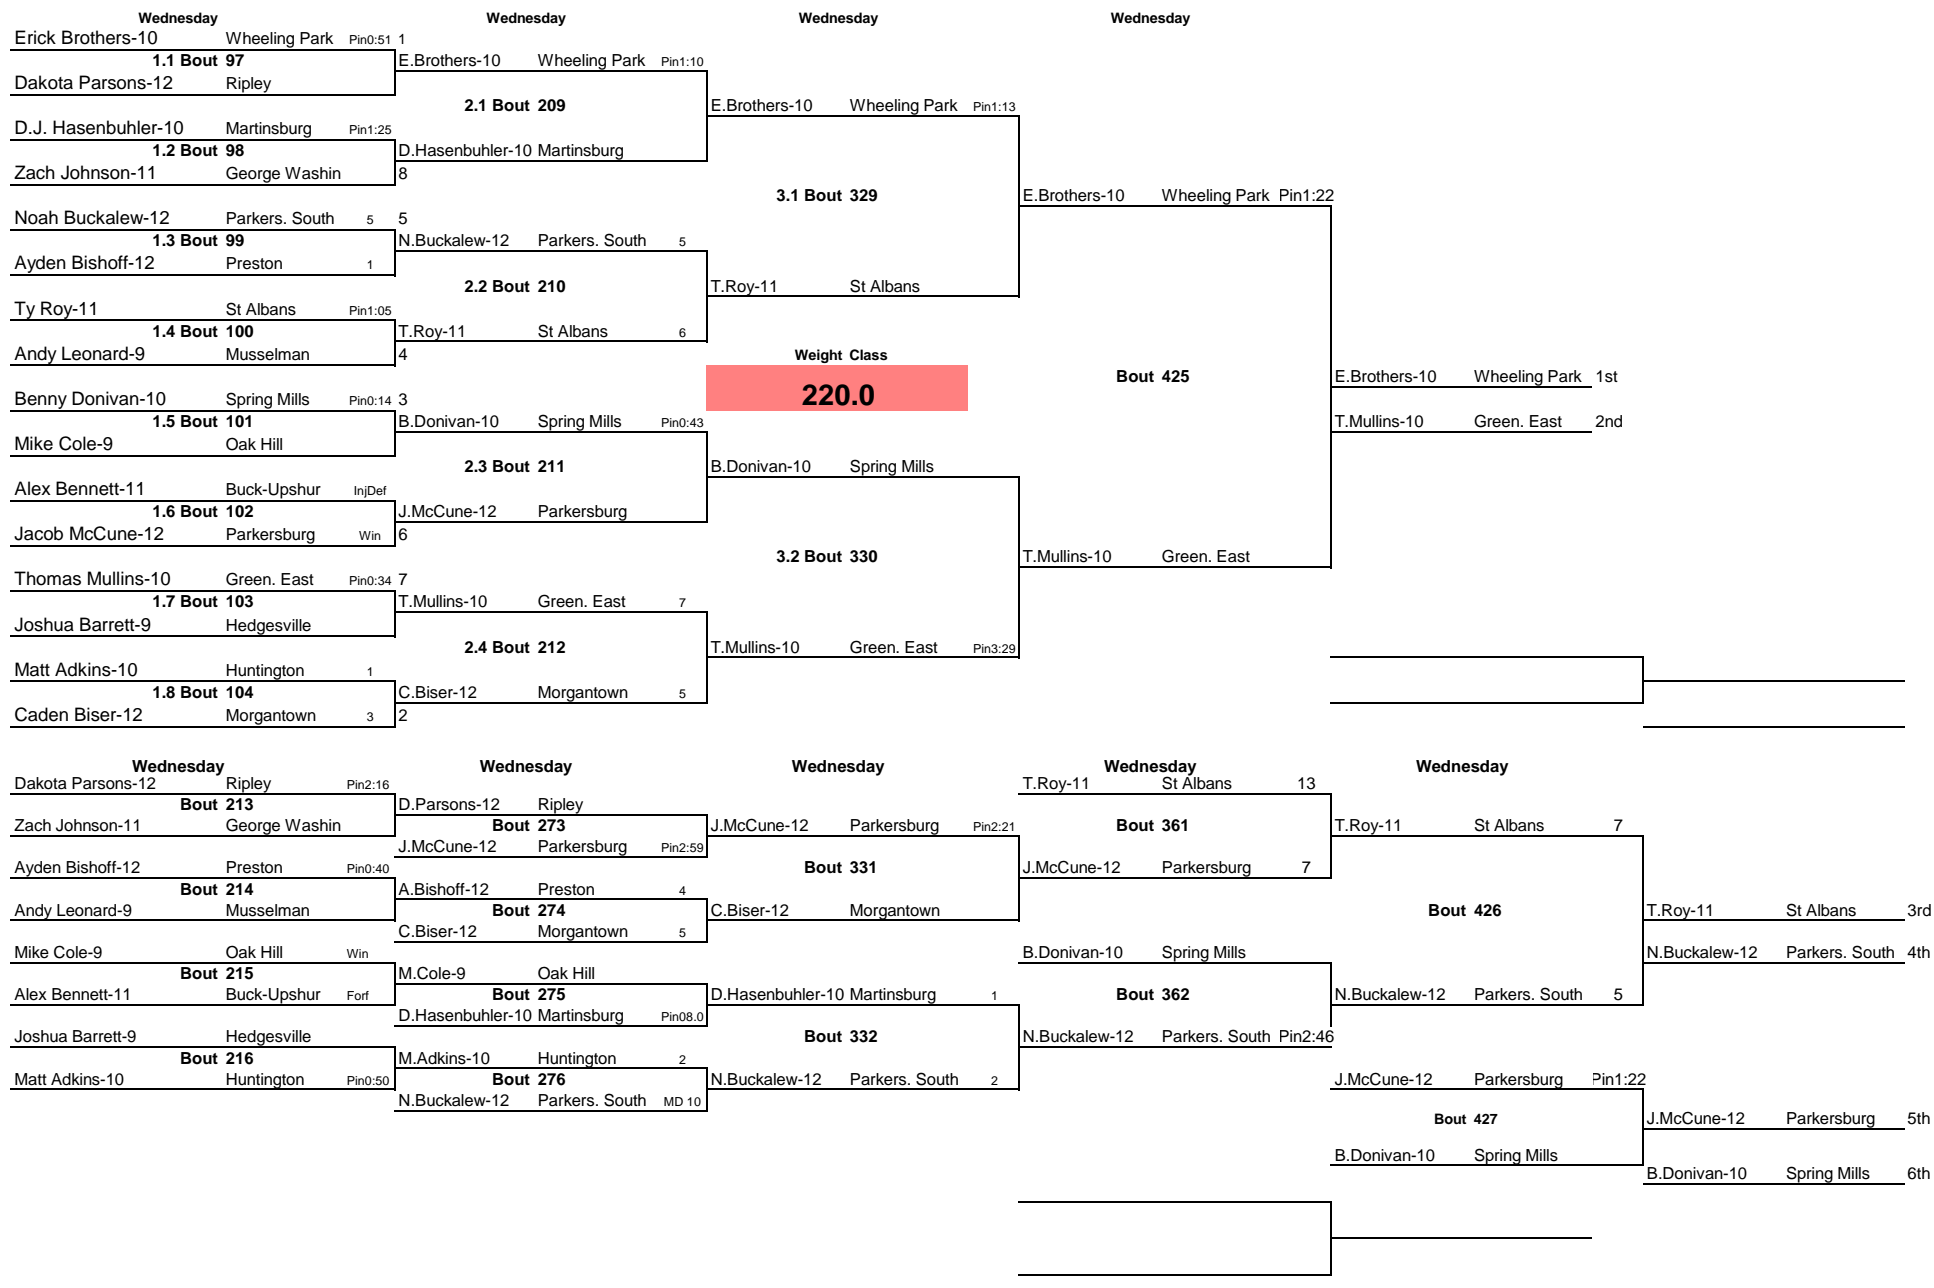 Wednesday Wednesday Wednesday Wednesday
Erick Brothers-10 Wheeling Park Pin0:51 1
1.1 Bout 97 E.Brothers-10 Wheeling Park Pin1:10
Dakota Parsons-12 Ripley
2.1 Bout 209 E.Brothers-10 Wheeling Park Pin1:13
D.J. Hasenbuhler-10 Martinsburg Pin1:25
1.2 Bout 98 D.Hasenbuhler-10 Martinsburg
Zach Johnson-11 George Washin 8
3.1 Bout 329 E.Brothers-10 Wheeling Park Pin1:22
Noah Buckalew-12 Parkers. South 5 5
1.3 Bout 99 N.Buckalew-12 Parkers. South 5
Ayden Bishoff-12 Preston 1
2.2 Bout 210 T.Roy-11 St Albans
Ty Roy-11 St Albans Pin1:05
1.4 Bout 100 T.Roy-11 St Albans 6
Andy Leonard-9 Musselman 4 Weight Class
Bout 425 E.Brothers-10 Wheeling Park 1st
Benny Donivan-10 Spring Mills Pin0:14 3 220.0
1.5 Bout 101 B.Donivan-10 Spring Mills Pin0:43 T.Mullins-10 Green. East 2nd
Mike Cole-9 Oak Hill
2.3 Bout 211 B.Donivan-10 Spring Mills
Alex Bennett-11 Buck-Upshur InjDef
1.6 Bout 102 J.McCune-12 Parkersburg
Jacob McCune-12 Parkersburg Win 6
3.2 Bout 330 T.Mullins-10 Green. East
Thomas Mullins-10 Green. East Pin0:34 7
1.7 Bout 103 T.Mullins-10 Green. East 7
Joshua Barrett-9 Hedgesville
2.4 Bout 212 T.Mullins-10 Green. East Pin3:29
Matt Adkins-10 Huntington 1
1.8 Bout 104 C.Biser-12 Morgantown 5
Caden Biser-12 Morgantown 3 2
Wednesday Wednesday Wednesday Wednesday Wednesday
Dakota Parsons-12 Ripley Pin2:16 T.Roy-11 St Albans 13
Bout 213 D.Parsons-12 Ripley
Zach Johnson-11 George Washin Bout 273 J.McCune-12 Parkersburg Pin2:21 Bout 361 T.Roy-11 St Albans 7
J.McCune-12 Parkersburg Pin2:59
Ayden Bishoff-12 Preston Pin0:40 Bout 331 J.McCune-12 Parkersburg 7
Bout 214 A.Bishoff-12 Preston 4
Andy Leonard-9 Musselman Bout 274 C.Biser-12 Morgantown Bout 426 T.Roy-11 St Albans 3rd
C.Biser-12 Morgantown 5
Mike Cole-9 Oak Hill Win B.Donivan-10 Spring Mills N.Buckalew-12 Parkers. South 4th
Bout 215 M.Cole-9 Oak Hill
Alex Bennett-11 Buck-Upshur Forf Bout 275 D.Hasenbuhler-10 Martinsburg 1 Bout 362 N.Buckalew-12 Parkers. South 5
D.Hasenbuhler-10 Martinsburg Pin08.0
Joshua Barrett-9 Hedgesville Bout 332 N.Buckalew-12 Parkers. South Pin2:46
Bout 216 M.Adkins-10 Huntington 2
Matt Adkins-10 Huntington Pin0:50 Bout 276 N.Buckalew-12 Parkers. South 2 J.McCune-12 Parkersburg Pin1:22
N.Buckalew-12 Parkers. South MD 10
Bout 427 J.McCune-12 Parkersburg 5th
B.Donivan-10 Spring Mills
B.Donivan-10 Spring Mills 6th